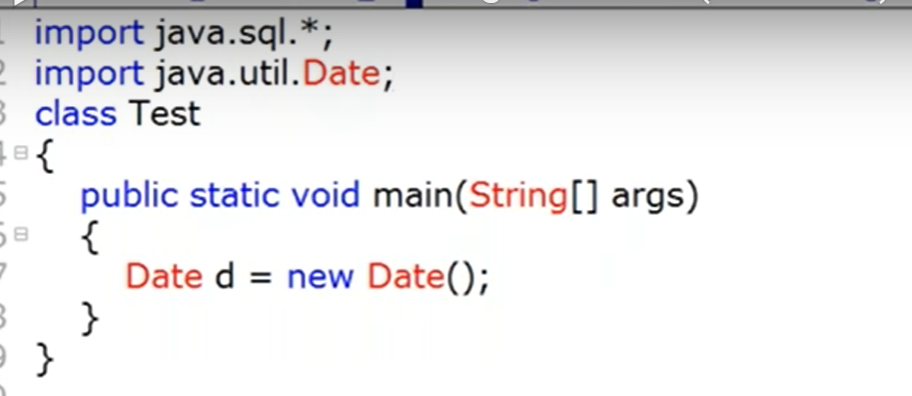 import java.sql.*;
import java.util.Date;
class Test
{
public static void main(String[] args)
{
Date d = new Date();
}
}